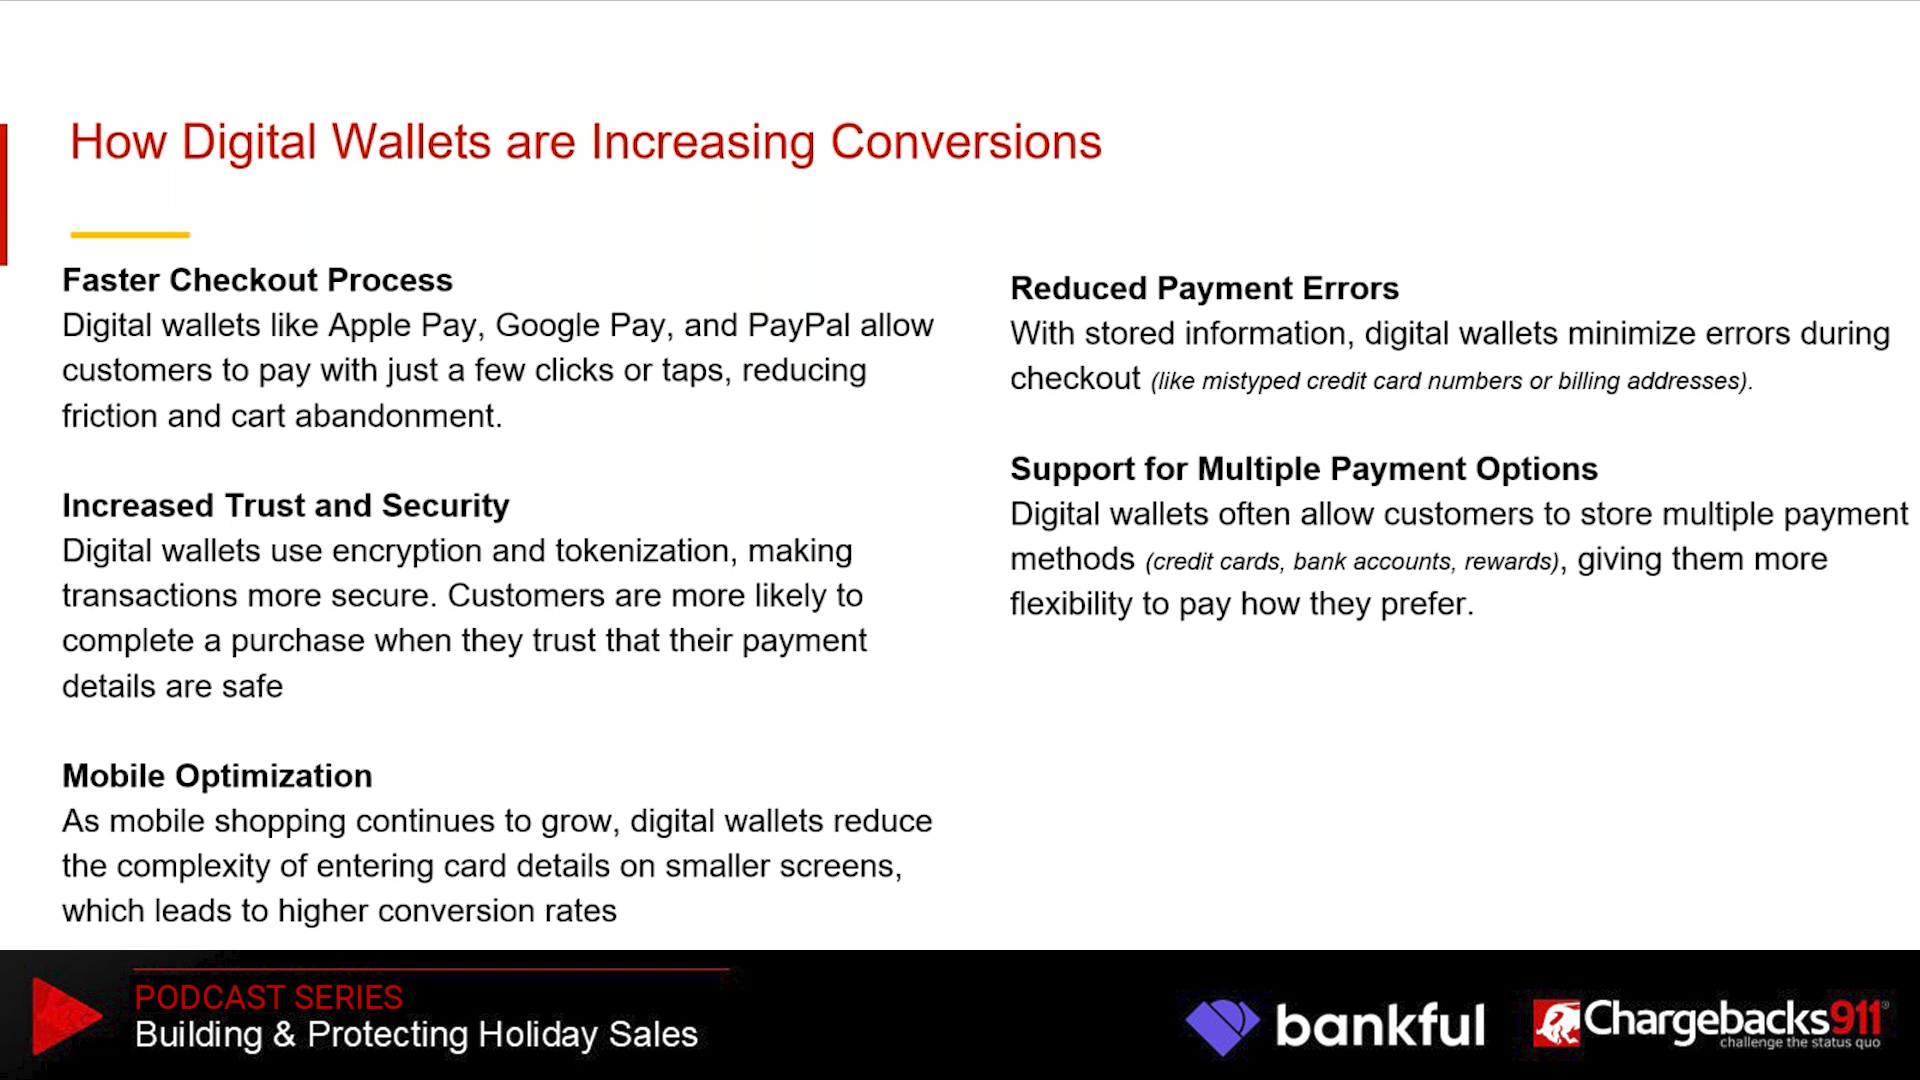 How Digital Wallets are Increasing Conversions
Faster Checkout Process
Digital wallets like Apple Pay, Google Pay, and PayPal allow
customers to pay with just a few clicks or taps, reducing
friction and cart abandonment.
Increased Trust and Security
Digital wallets use encryption and tokenization, making
transactions more secure. Customers are more likely to
complete a purchase when they trust that their payment
details are safe
Mobile Optimization
As mobile shopping continues to grow, digital wallets reduce
the complexity of entering card details on smaller screens,
which leads to higher conversion rates
Reduced Payment Errors
With stored information, digital wallets minimize errors during
checkout (like mistyped credit card numbers or billing addresses).
Support for Multiple Payment Options
Digital wallets often allow customers to store multiple payment
methods (credit cards, bank accounts, rewards), giving them more
flexibility to pay how they prefer.
PODCAST SERIES
Building & Protecting Holiday Sales
bankful
Chargebacks911®
challenge the status quo